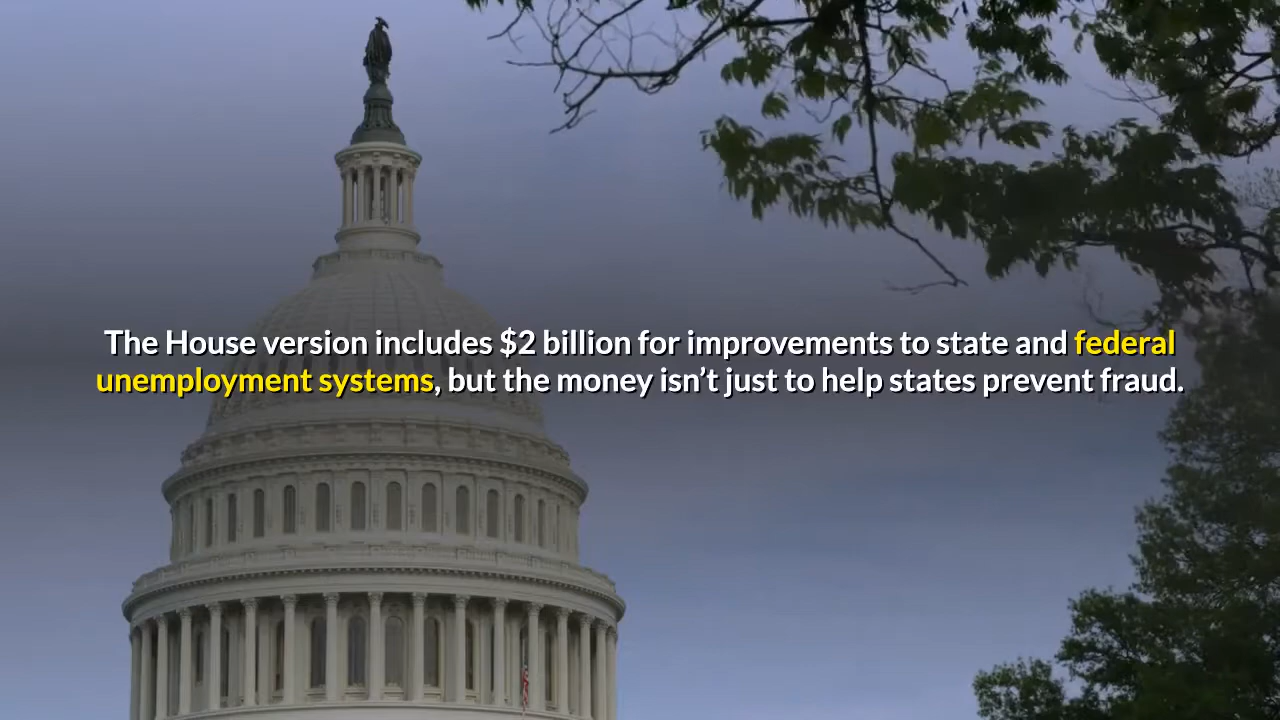 The House version includes $2 billion for improvements to state and federal
unemployment systems, but the money isn’t just to help states prevent fraud.